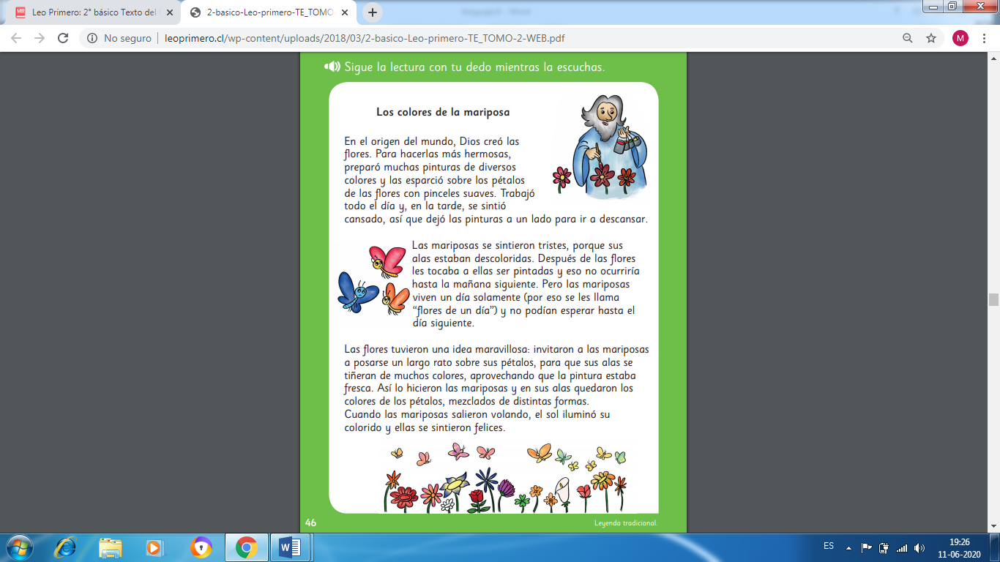 Leo Primero: 2° básico Texto del
2-basico-Leo-primero-TE_TOMO
No seguro
leoprimero.cl/wp-content/uploads/2018/03/2-basico-Leo-primero-TE_TOMO-2-WEB.pdf
M
Sigue la lectura con tu dedo mientras la escuchas.
Los colores de la mariposa
En el origen del mundo, Dios creó las
flores. Para hacerlas más hermosas,
preparó muchas pinturas de diversos
colores y las esparció sobre los pétalos
de las flores con pinceles suaves. Trabajó
todo el día y, en la tarde, se sintió
cansado, así que dejó las pinturas a un lado para ir a descansar.
Las mariposas se sintieron tristes, porque sus
alas estaban descoloridas. Después de las flores
les tocaba a ellas ser pintadas y eso no ocurriría
hasta la mañana siguiente. Pero las mariposas
viven un día solamente (por eso se les llama
“flores de un día”) y no podían esperar hasta el
día siguiente.
Las flores tuvieron una idea maravillosa: invitaron a las mariposas
a posarse un largo rato sobre sus pétalos, para que sus alas se
tiñeran de muchos colores, aprovechando que la pintura estaba
fresca. Así lo hicieron las mariposas y en sus alas quedaron los
colores de los pétalos, mezclados de distintas formas.
Cuando las mariposas salieron volando, el sol iluminó su
colorido y ellas se sintieron felices.
46
Leyenda tradicional.
ES
19:26
11-06-2020